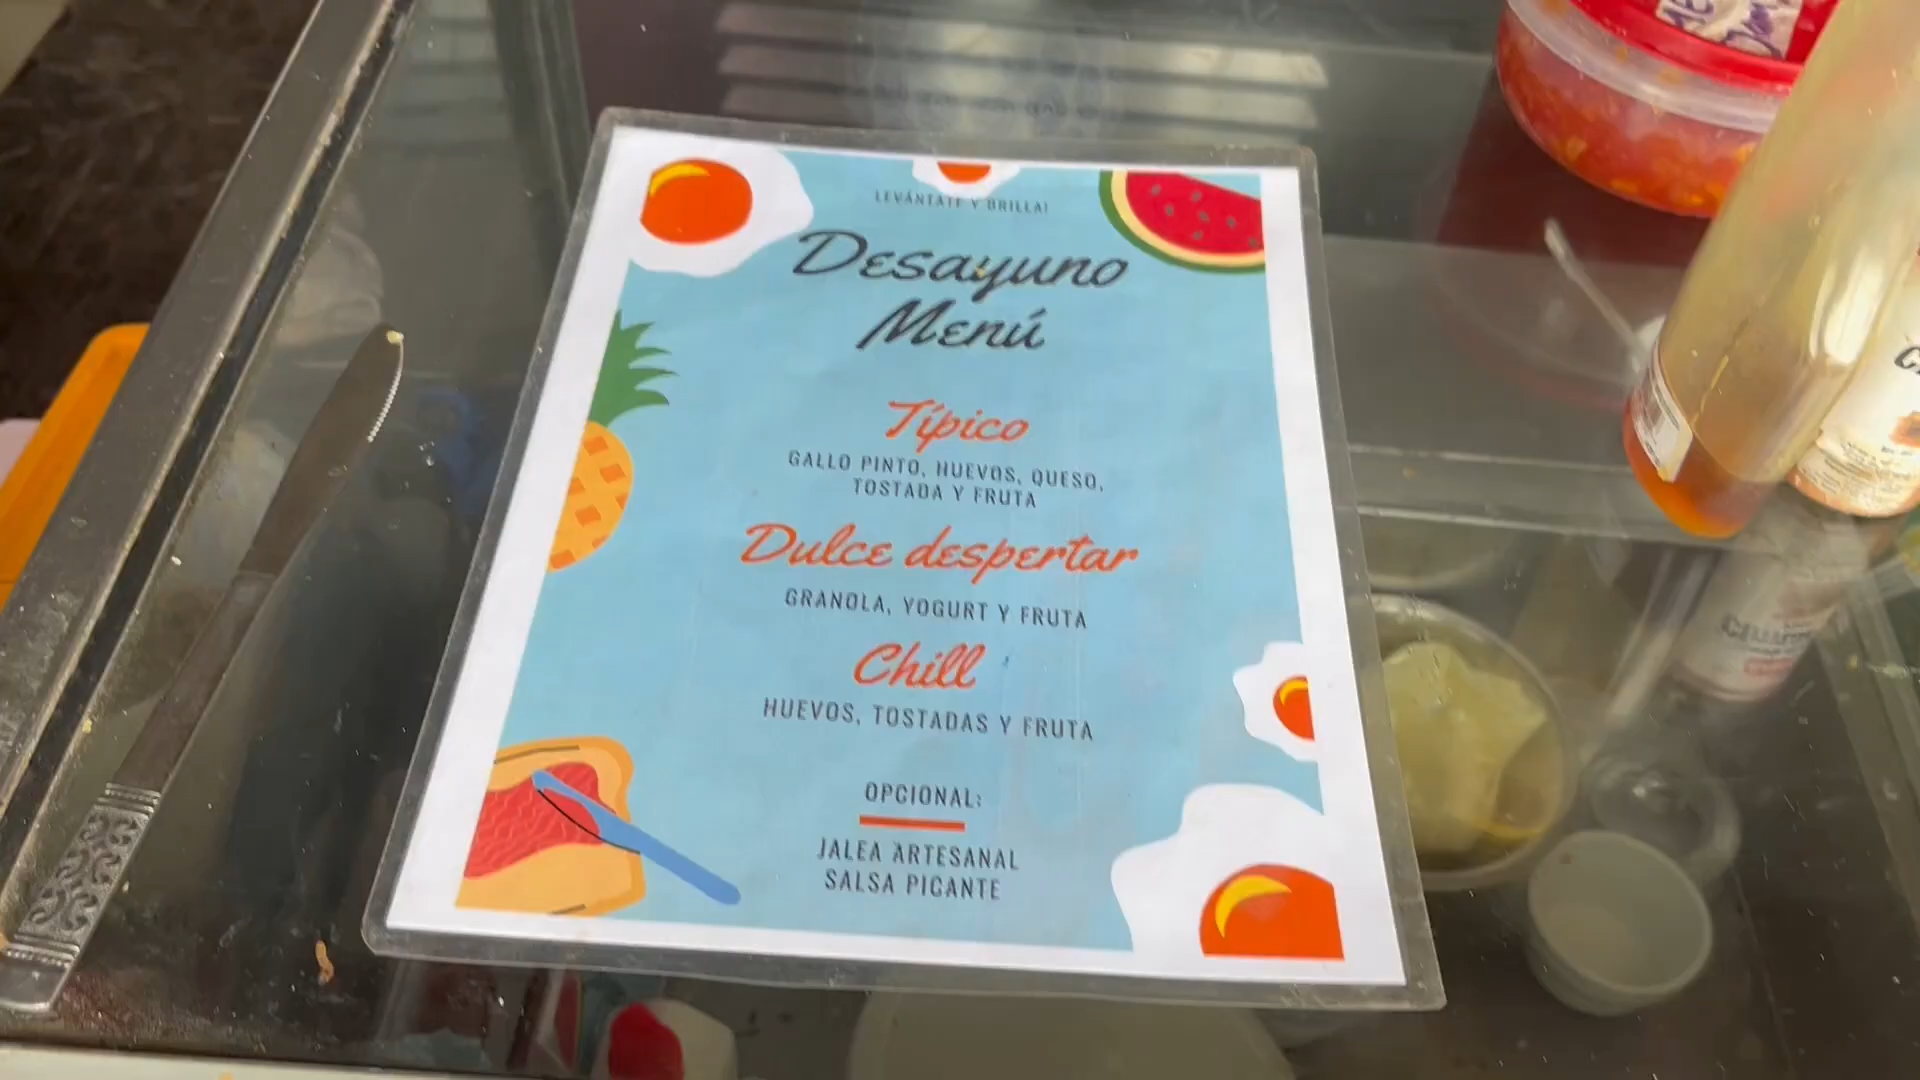 LEVÁNTATE Y BRILLA!
Desayuno
Menú
Típico
GALLO PINTO, HUEVOS, QUESO,
TOSTADA Y FRUTA
Dulce despertar
GRANOLA, YOGURT Y FRUTA
Chill
HUEVOS, TOSTADAS Y FRUTA
OPCIONAL:
JALEA ARTESANAL
SALSA PICANTE